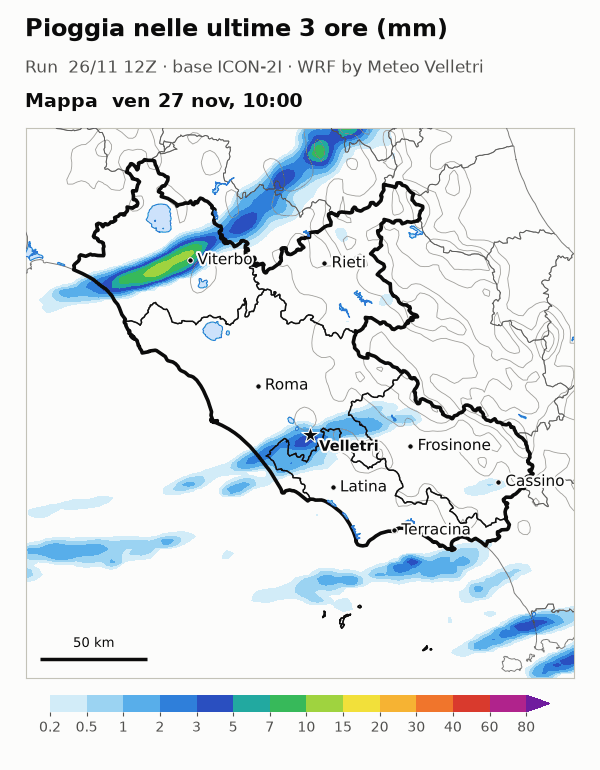 Pioggia nelle ultime 3 ore (mm)
Run  26/11 12Z · base ICON-2I · WRF by Meteo Velletri
Mappa  ven 27 nov, 10:00
Viterbo
Rieti
Roma
Velletri
Frosinone
Latina
Cassino
Terracina
50 km
0.2 0.5 1 2 3 5 7 10 15 20 30 40 60 80